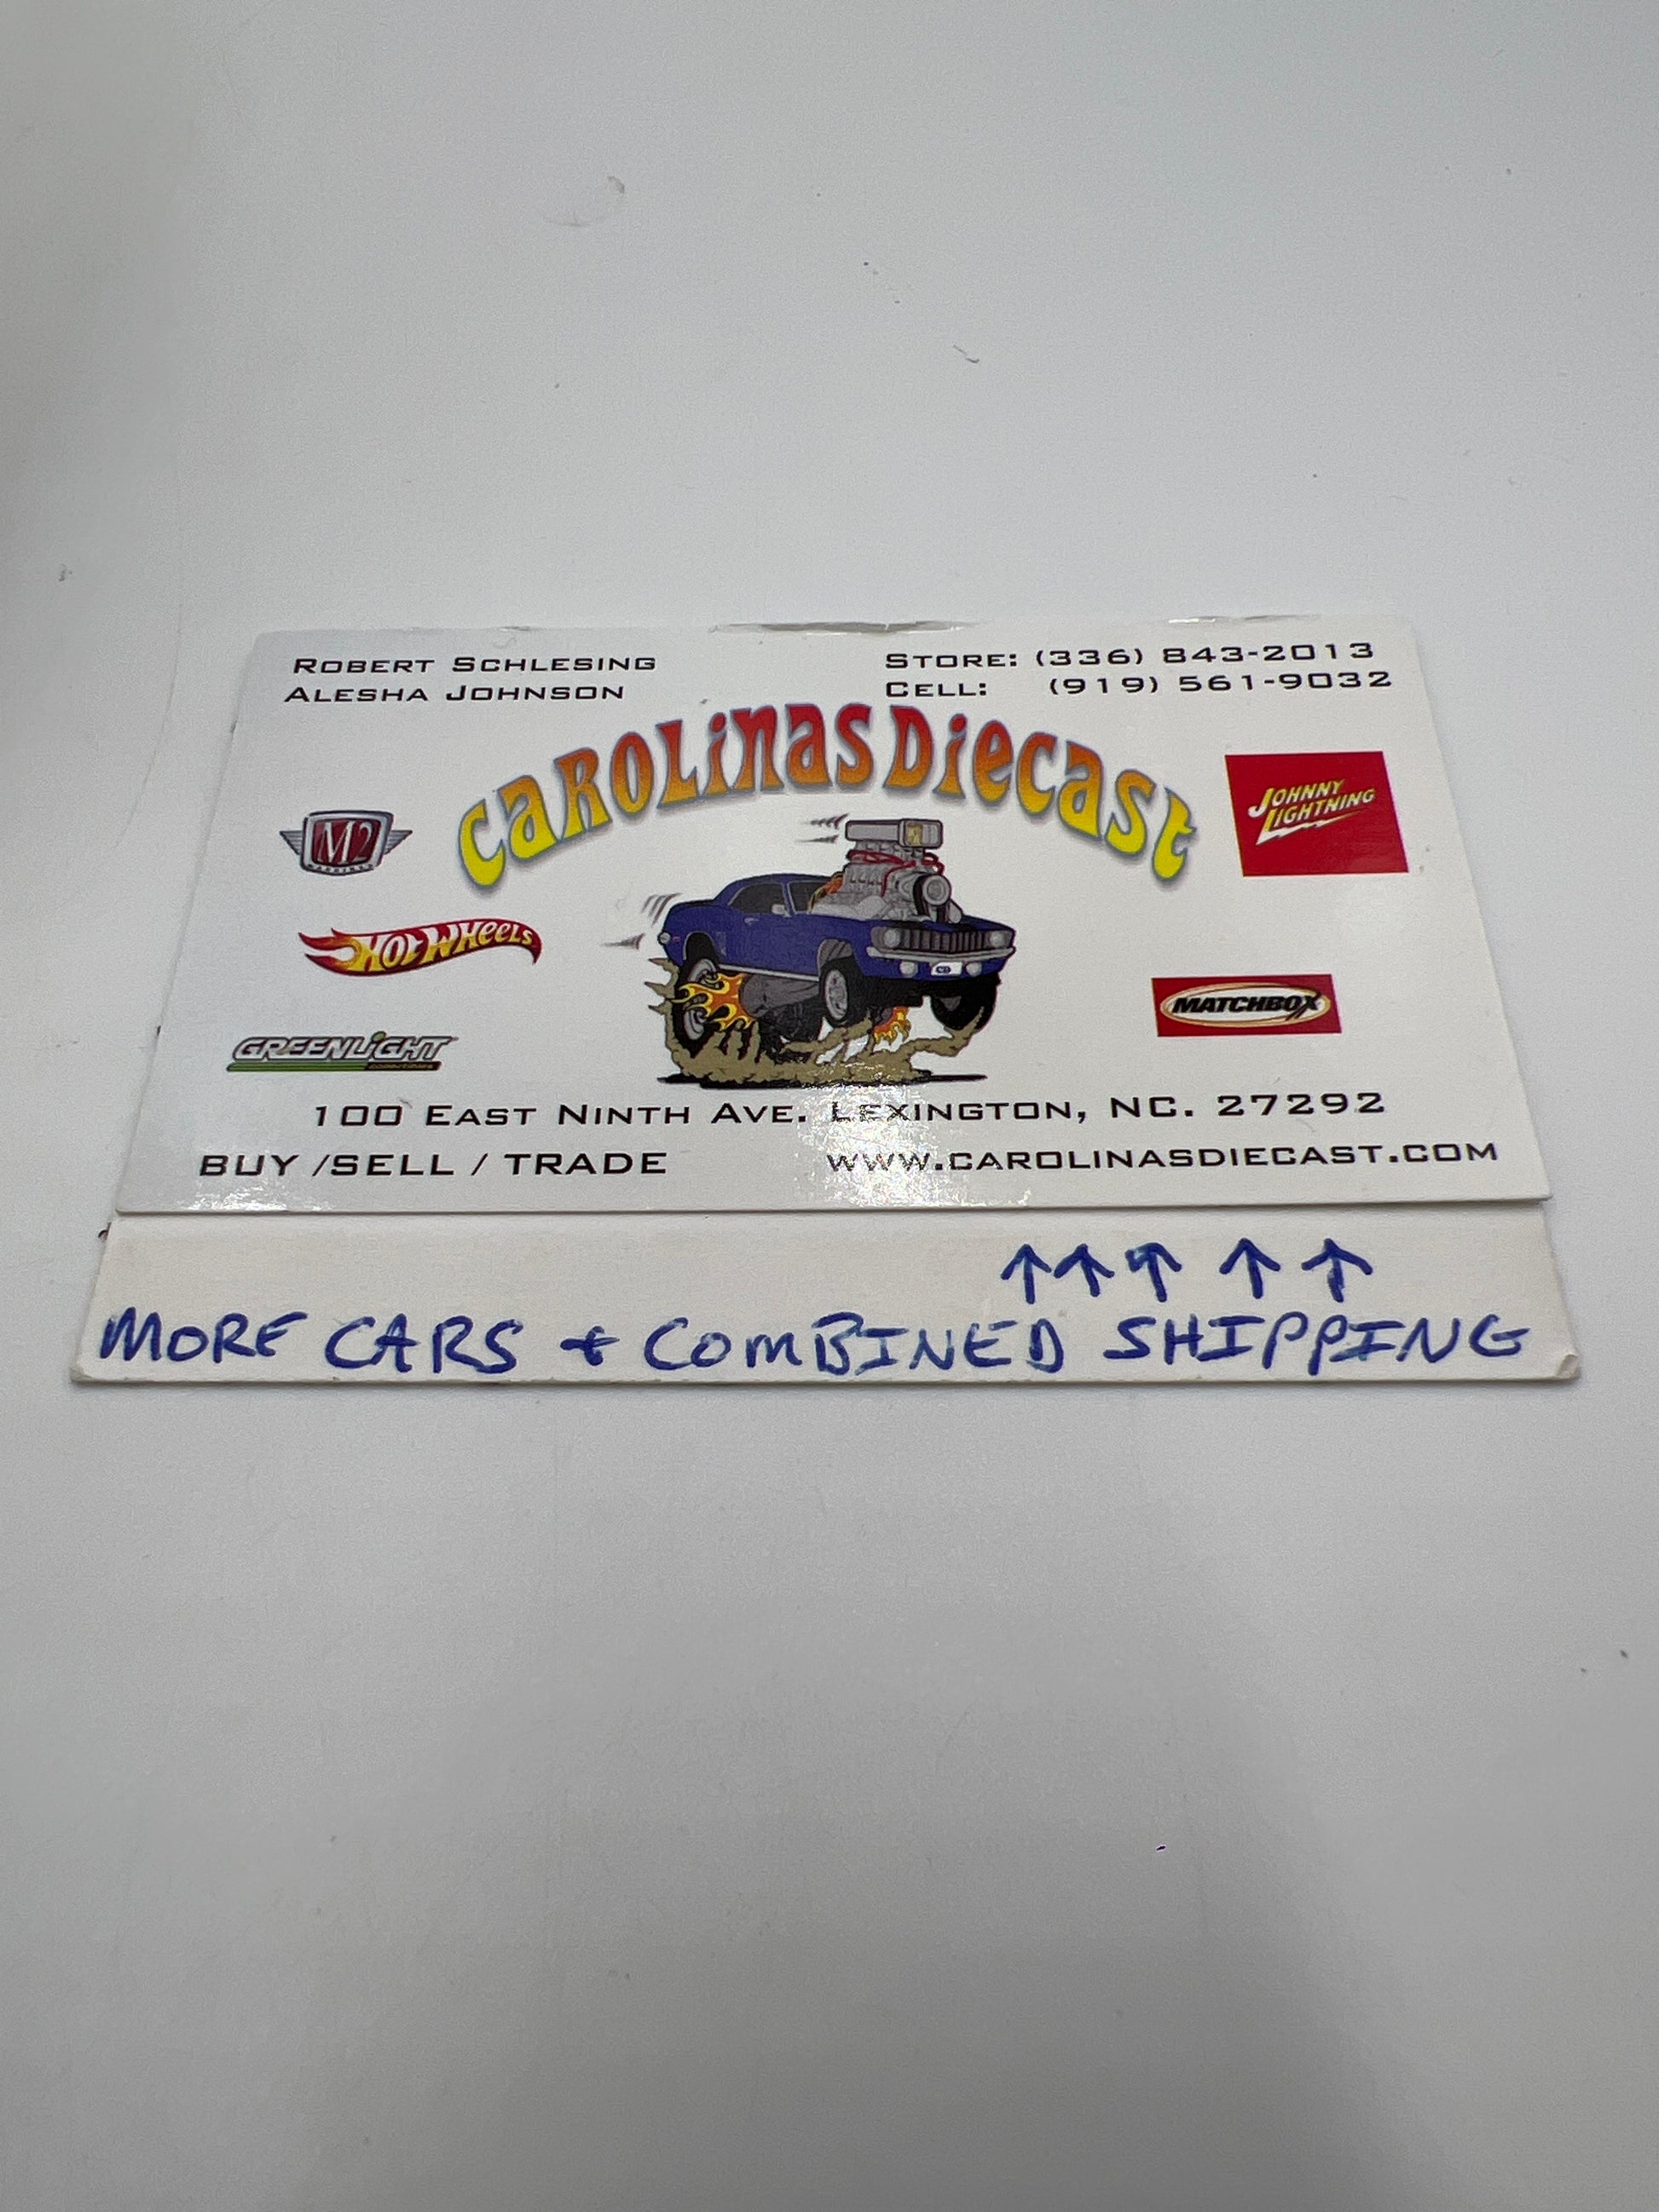 ROBERT SCHLESING
ALESHA JOHNSON
STORE: (336) 843-2013
CELL: (919) 561-9032
CAROLINAS DIECAST
M2
JOHNNY
LIGHTNING
HOT WHEELS
MATCHBOX
GREENLIGHT
100 EAST NINTH AVE. LEXINGTON, NC. 27292
BUY /SELL / TRADE
WWW.CAROLINASDIECAST.COM
↑↑↑↑↑
MORE CARS + COMBINED SHIPPING